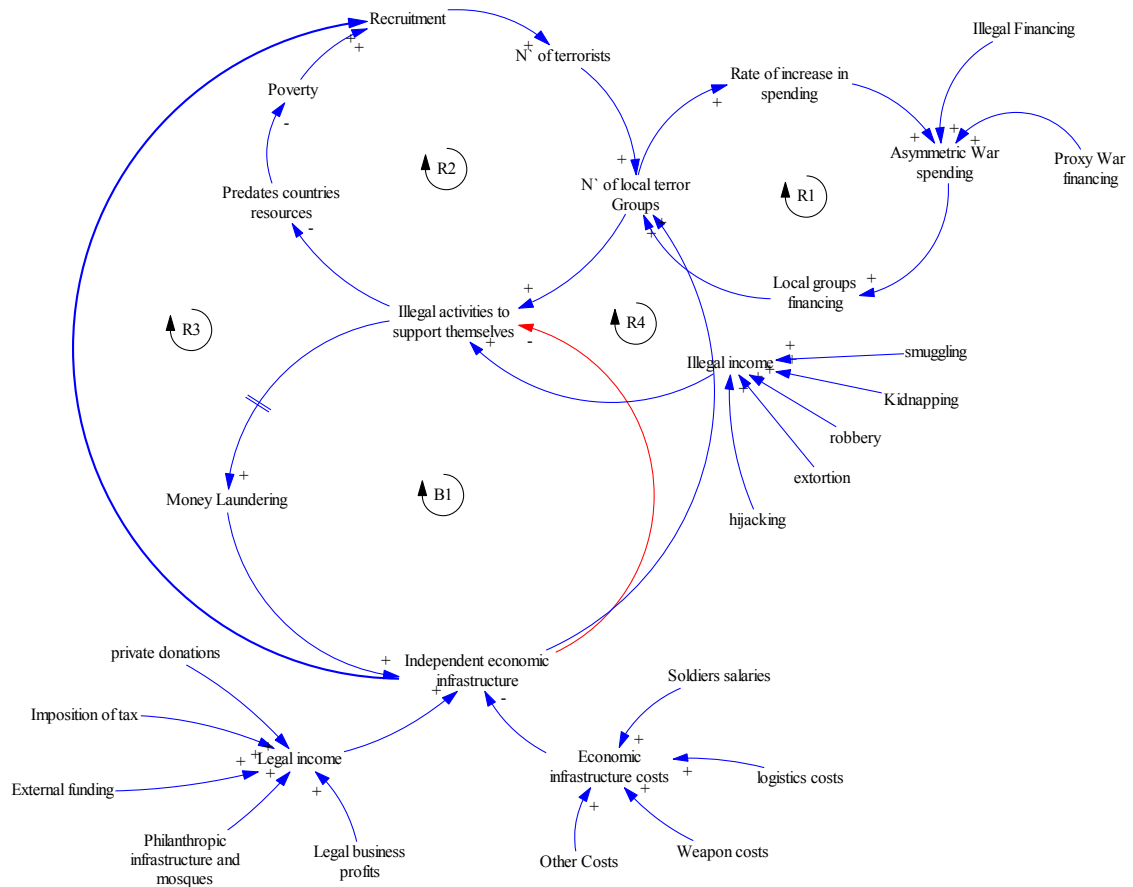 Recruitment
N` of terrorists
Illegal Financing
Rate of increase in
spending
Poverty
Asymmetric War
spending
Proxy War
financing
R2
R1
Predates countries
resources
N` of local terror
Groups
Local groups
financing
Illegal activities to
support themselves
R3
R4
Illegal income
smuggling
Kidnapping
robbery
extortion
hijacking
Money Laundering
B1
Independent economic
infrastructure
private donations
Imposition of tax
External funding
Legal income
Philanthropic
infrastructure and
mosques
Legal business
profits
Soldiers salaries
Economic
infrastructure costs
logistics costs
Weapon costs
Other Costs